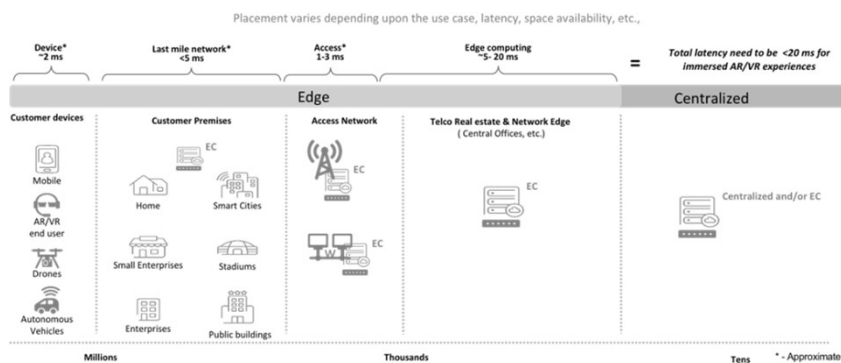 Placement varies depending upon the use case, latency, space availability, etc.,
Device*
~2 ms
Last mile network*
<5 ms
Access*
1-3 ms
Edge computing
~5- 20 ms
=
Total latency need to be <20 ms for
immersed AR/VR experiences
Edge
Centralized
Customer devices
Customer Premises
Access Network
Telco Real estate & Network Edge
( Central Offices, etc.)
Mobile
AR/VR
end user
Drones
Autonomous
Vehicles
EC
Home
Smart Cities
Small Enterprises
Stadiums
Enterprises
Public buildings
EC
W
EC
EC
Centralized and/or EC
Millions
Thousands
Tens
* - Approximate